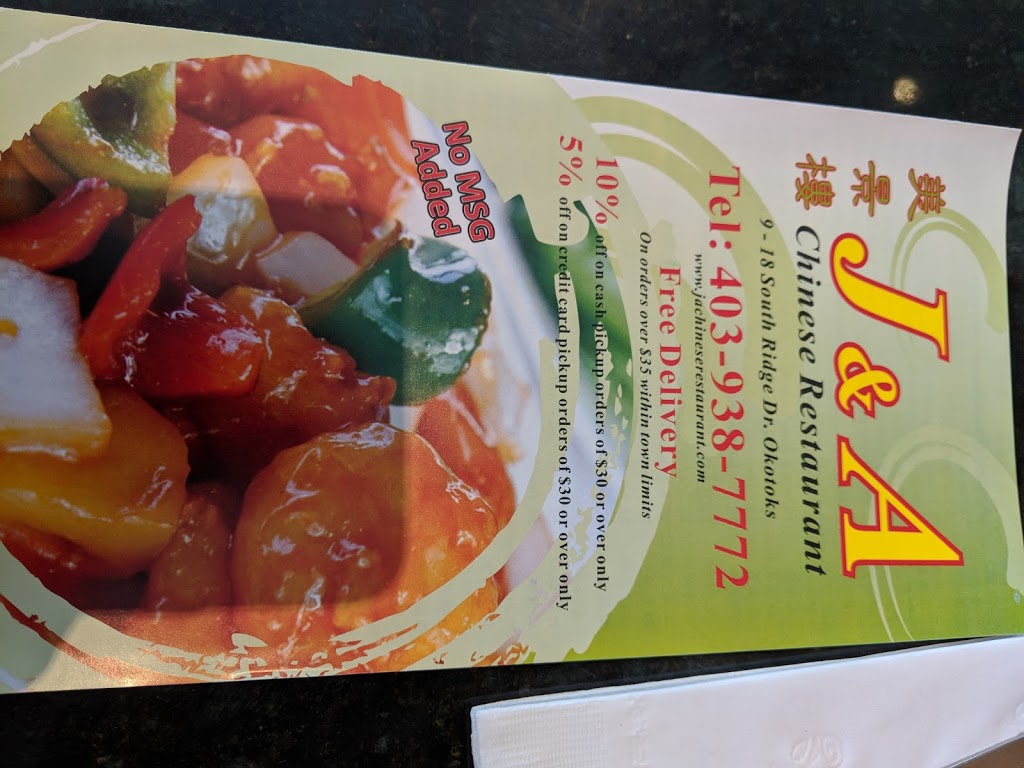 美景樓
J & A
Chinese Restaurant
9 - 18 South Ridge Dr. Okotoks
Tel: 403-938-7772
www.jachineserestaurant.com
Free Delivery
On orders over $35 within town limits
10% off on cash pickup orders of $30 or over only
5% off on credit card pickup orders of $30 or over only
No MSG
Added